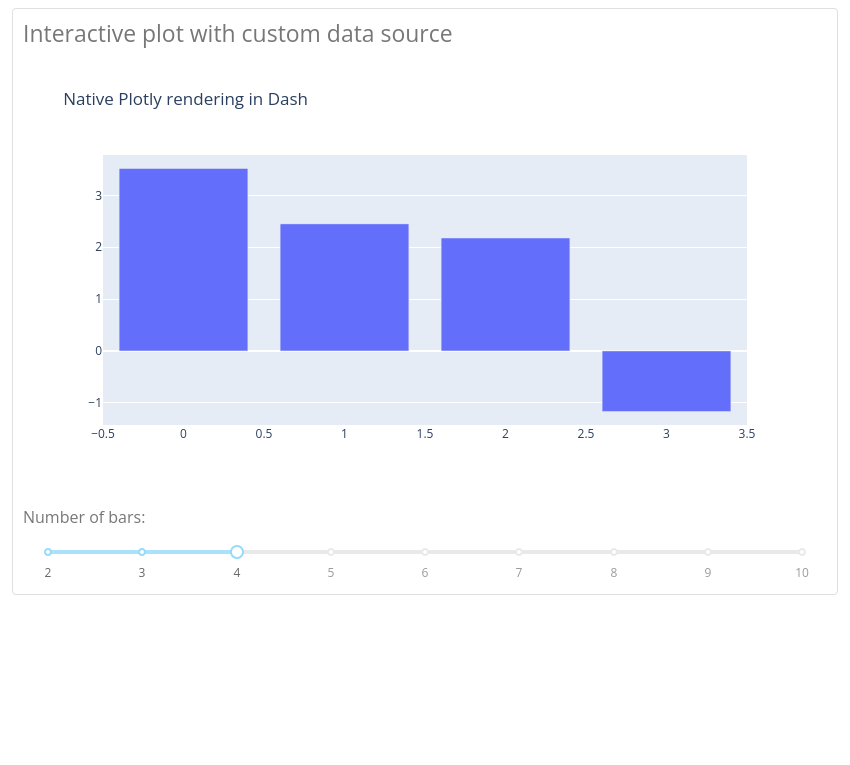 Interactive plot with custom data source
Native Plotly rendering in Dash
3
2
1
0
−1
−0.5 0 0.5 1 1.5 2 2.5 3 3.5
Number of bars:
2 3 4 5 6 7 8 9 10